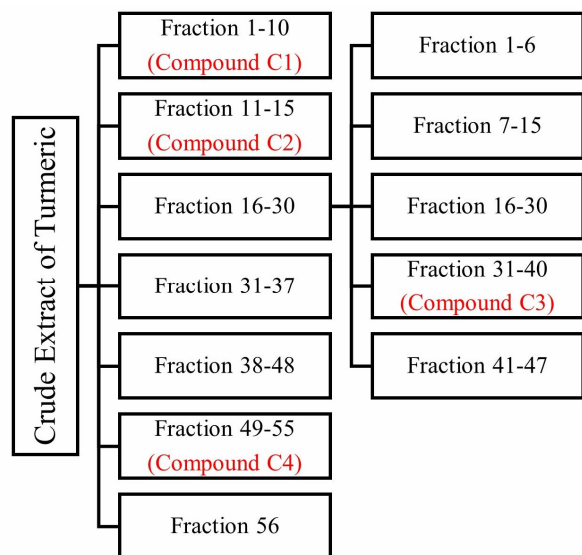 Crude Extract of Turmeric
Fraction 1-10
(Compound C1)
Fraction 11-15
(Compound C2)
Fraction 16-30
Fraction 31-37
Fraction 38-48
Fraction 49-55
(Compound C4)
Fraction 56
Fraction 1-6
Fraction 7-15
Fraction 16-30
Fraction 31-40
(Compound C3)
Fraction 41-47